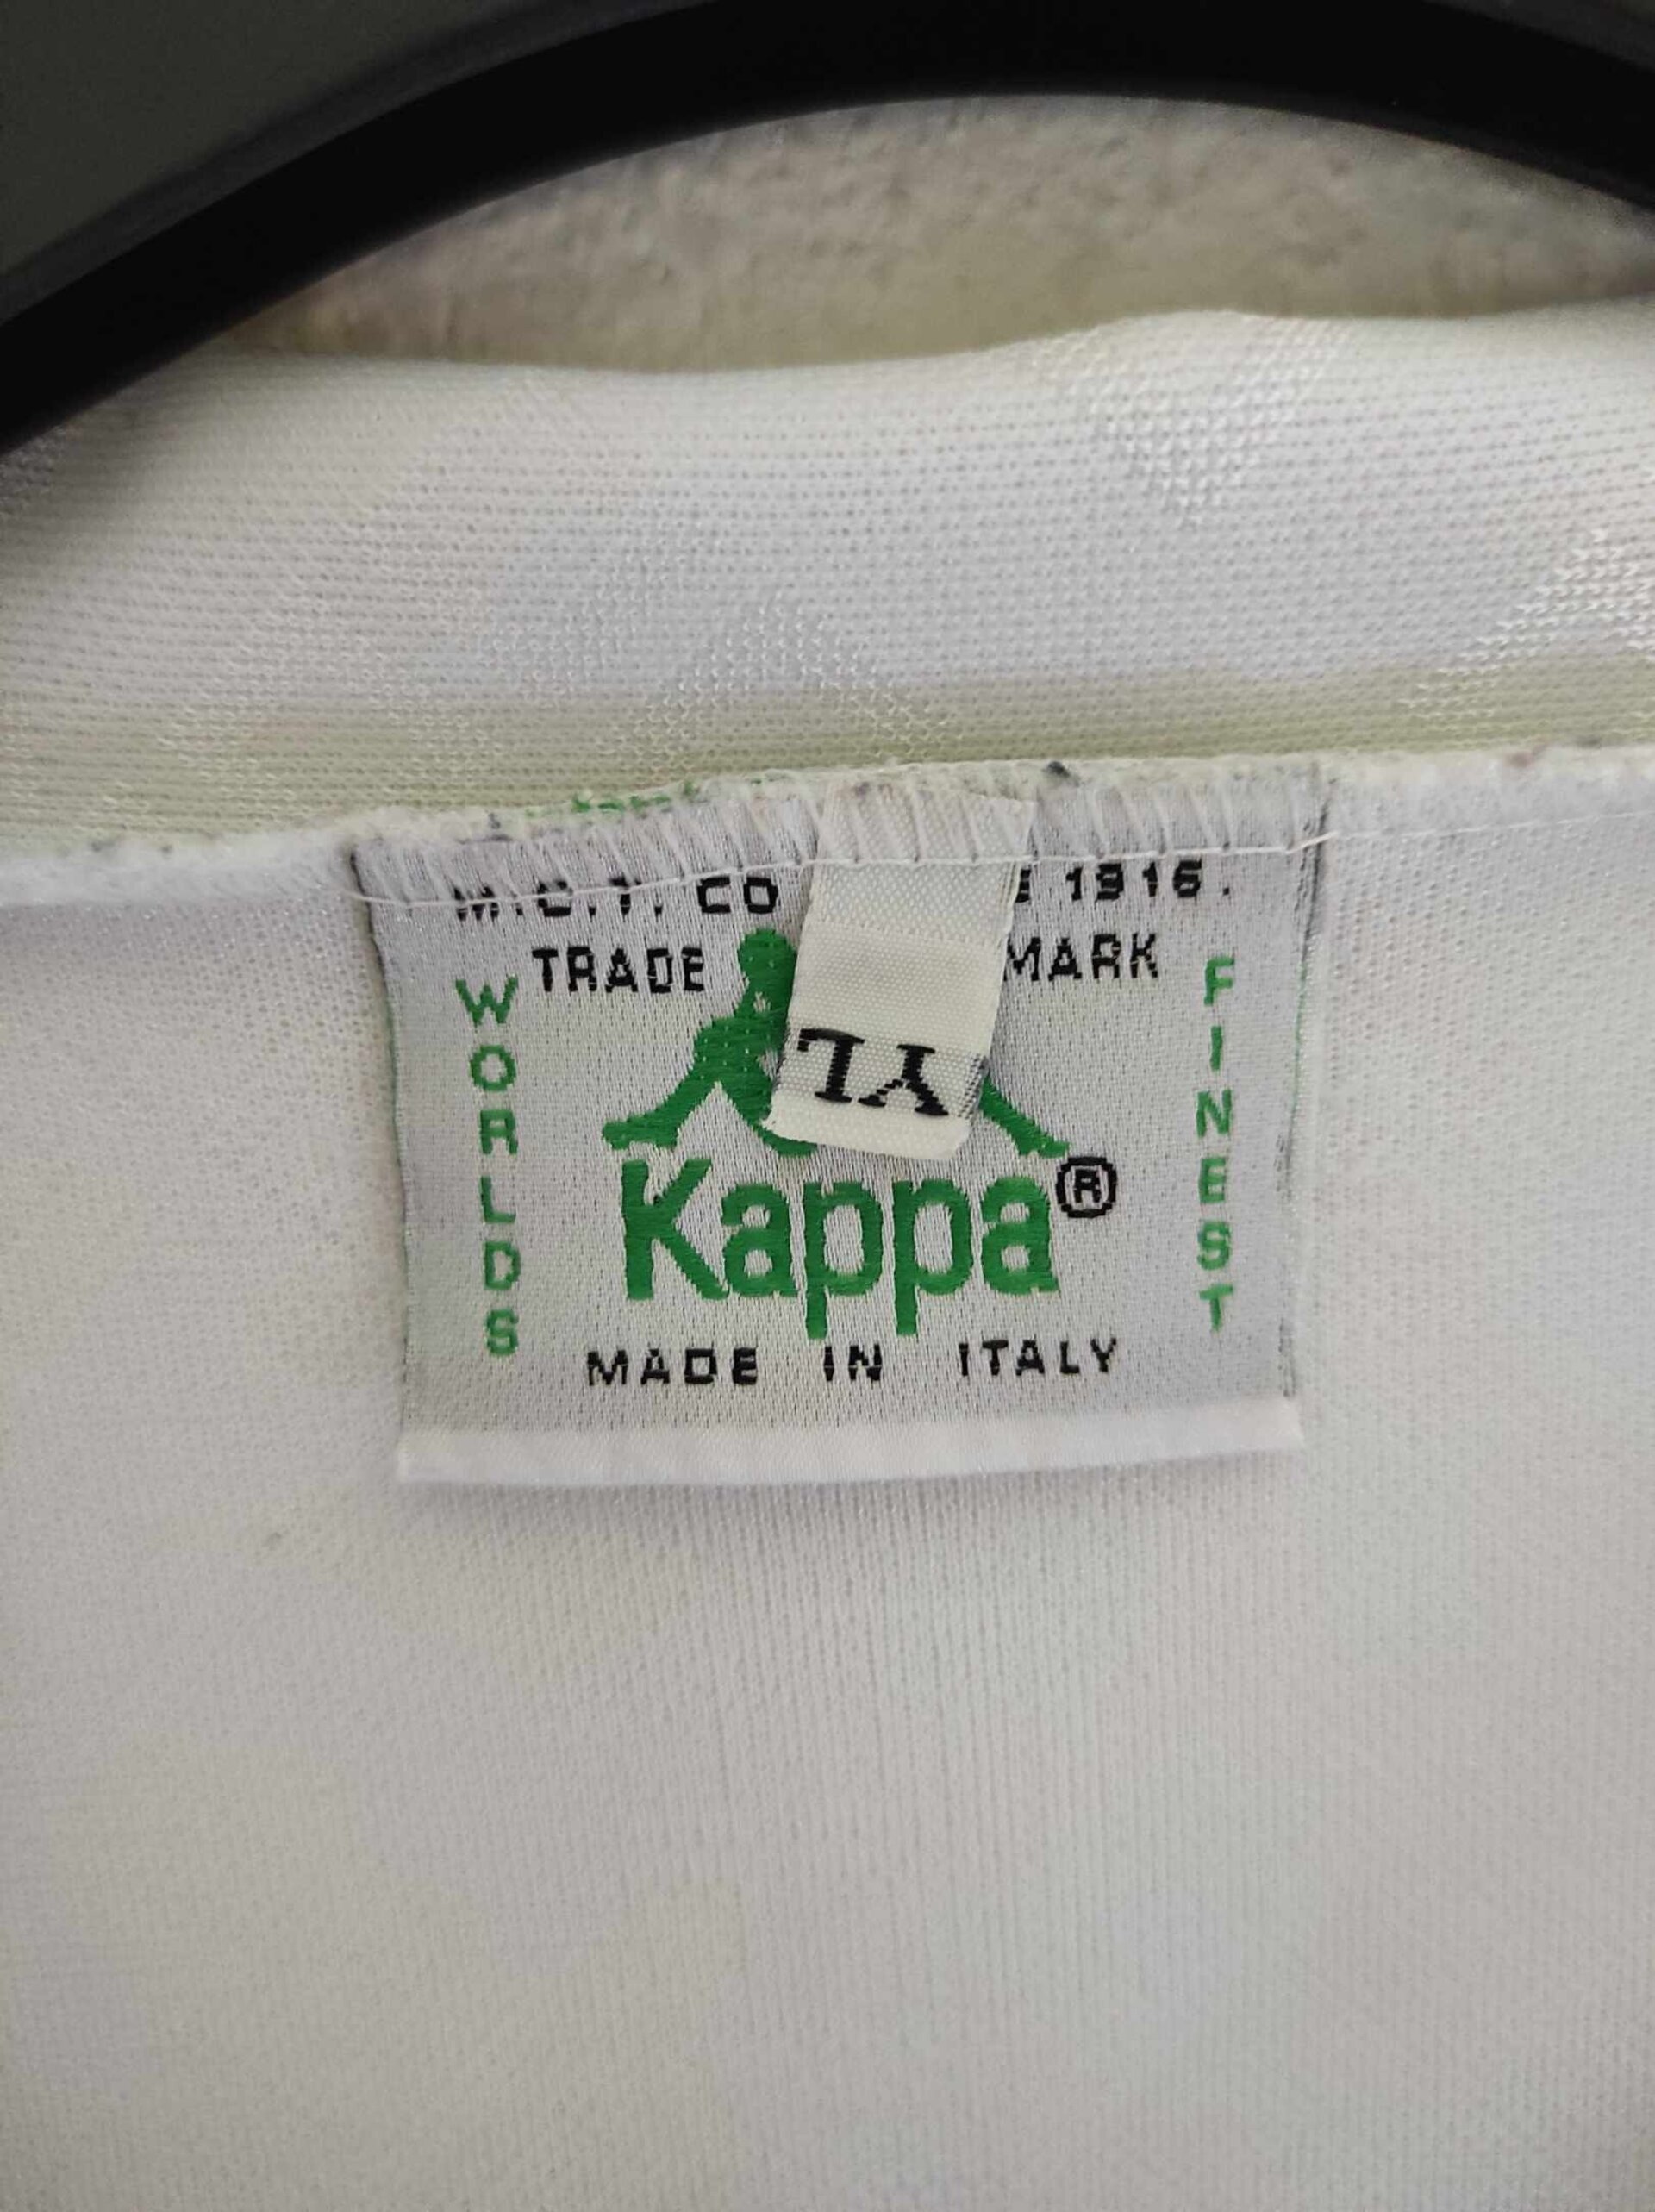 M.C.T. CO 1916.
TRADE MARK
WORLDS
FINEST
YL
Kappa®
MADE IN ITALY